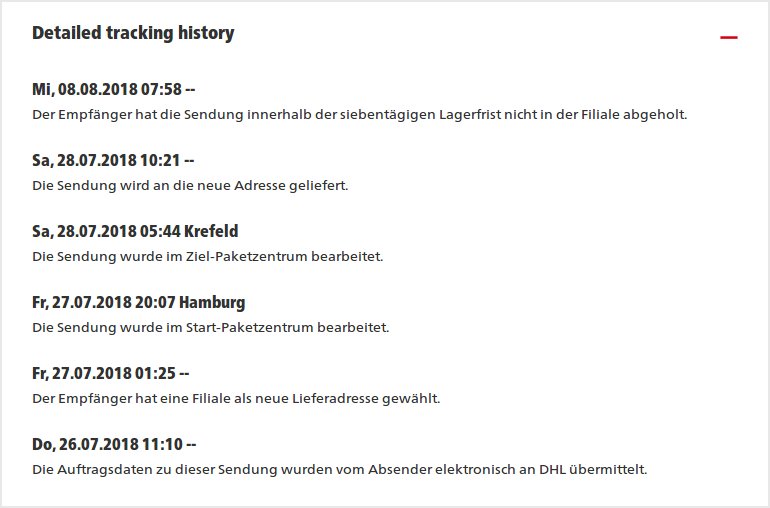 Detailed tracking history
Mi, 08.08.2018 07:58 --
Der Empfänger hat die Sendung innerhalb der siebentägigen Lagerfrist nicht in der Filiale abgeholt.
Sa, 28.07.2018 10:21 --
Die Sendung wird an die neue Adresse geliefert.
Sa, 28.07.2018 05:44 Krefeld
Die Sendung wurde im Ziel-Paketzentrum bearbeitet.
Fr, 27.07.2018 20:07 Hamburg
Die Sendung wurde im Start-Paketzentrum bearbeitet.
Fr, 27.07.2018 01:25 --
Der Empfänger hat eine Filiale als neue Lieferadresse gewählt.
Do, 26.07.2018 11:10 --
Die Auftragsdaten zu dieser Sendung wurden vom Absender elektronisch an DHL übermittelt.